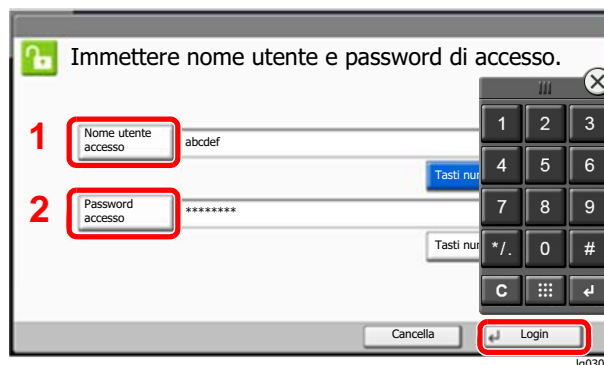 Immettere nome utente e password di accesso.
1
Nome utente
accesso
abcdef
Tasti nur
2
Password
accesso
********
Tasti nur
1 2 3
4 5 6
7 8 9
*/. 0 #
C
Cancella
Login